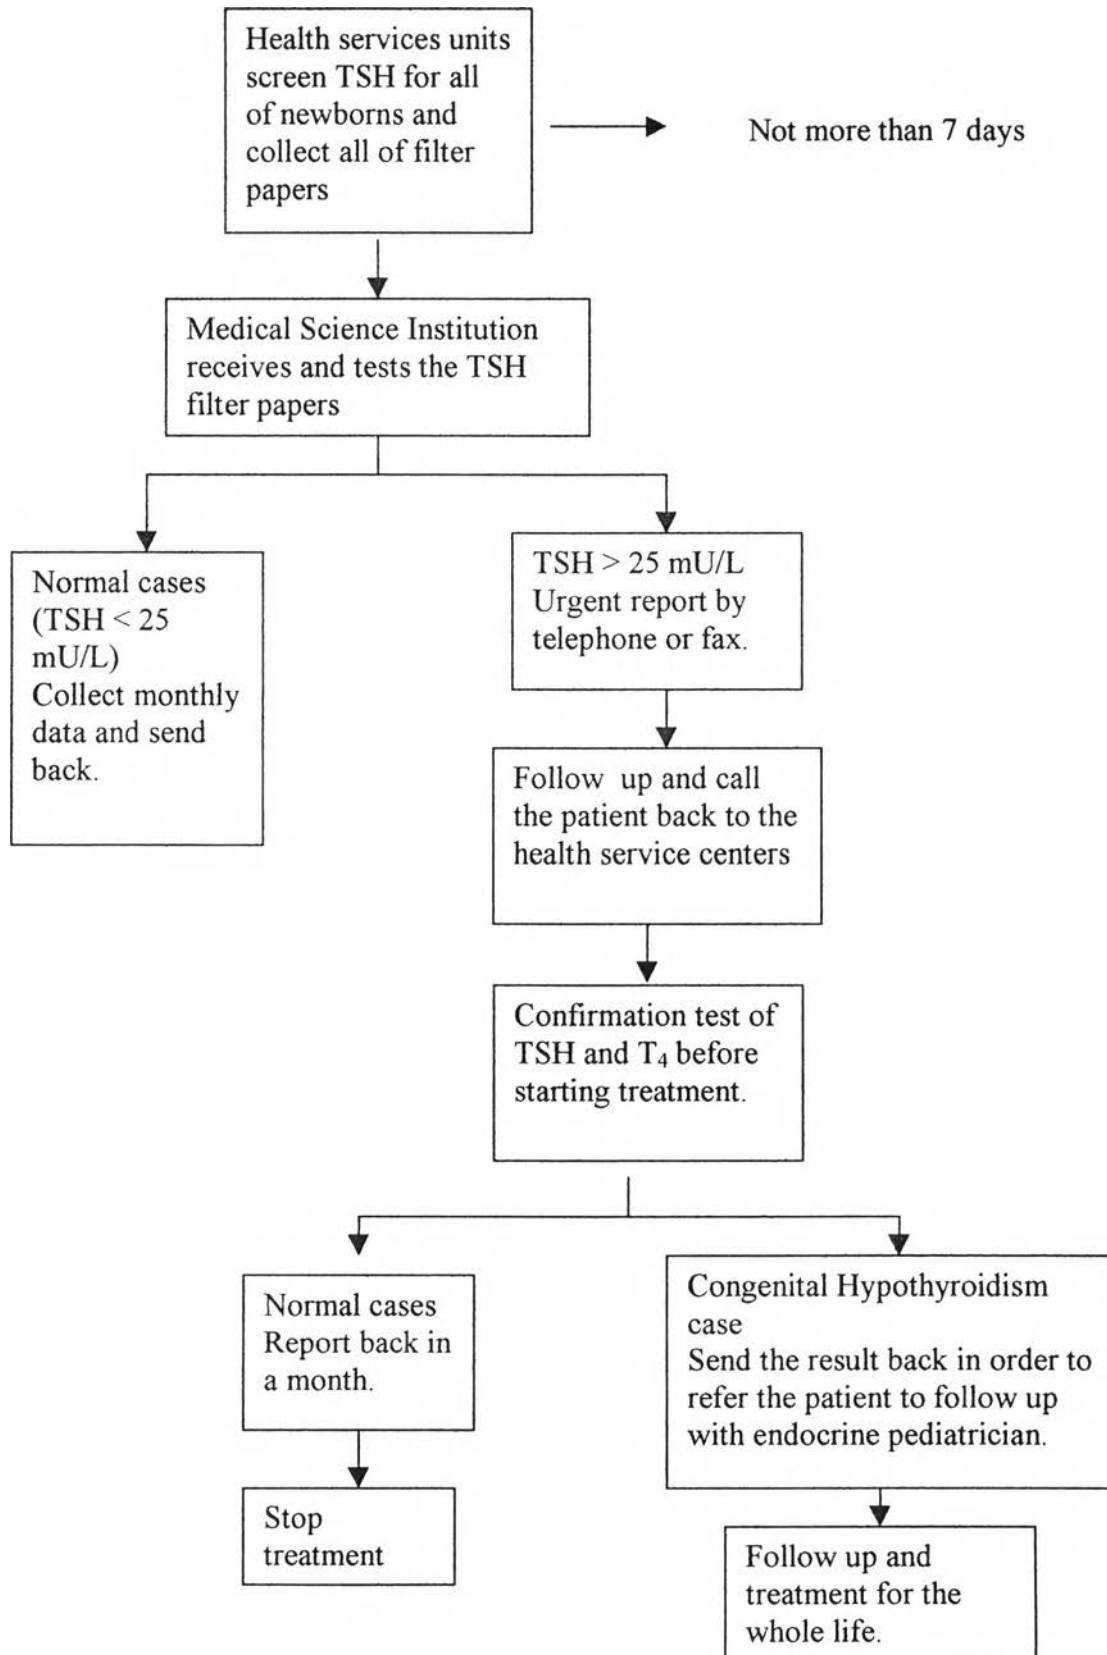 Health services units
screen TSH for all
of newborns and
collect all of filter
papers
Not more than 7 days
Medical Science Institution
receives and tests the TSH
filter papers
Normal cases
(TSH < 25
mU/L)
Collect monthly
data and send
back.
TSH > 25 mU/L
Urgent report by
telephone or fax.
Follow up and call
the patient back to the
health service centers
Confirmation test of
TSH and T₄ before
starting treatment.
Normal cases
Report back in
a month.
Congenital Hypothyroidism
case
Send the result back in order to
refer the patient to follow up
with endocrine pediatrician.
Stop
treatment
Follow up and
treatment for the
whole life.